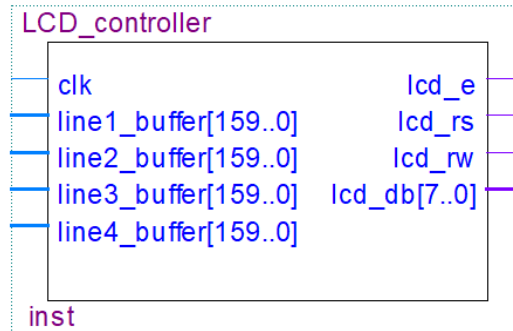 LCD_controller
clk lcd_e
line1_buffer[159..0] lcd_rs
line2_buffer[159..0] lcd_rw
line3_buffer[159..0] lcd_db[7..0]
line4_buffer[159..0]
inst